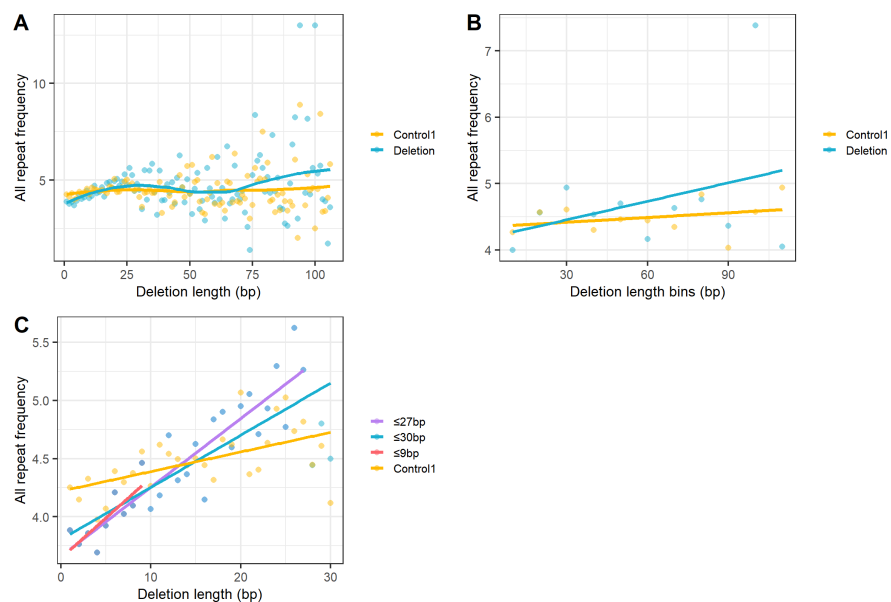 A
All repeat frequency
10
5
0
25
50
75
100
Deletion length (bp)
Control1
Deletion
B
All repeat frequency
7
6
5
4
30
60
90
Deletion length bins (bp)
Control1
Deletion
C
All repeat frequency
5.5
5.0
4.5
4.0
0
10
20
30
Deletion length (bp)
≤27bp
≤30bp
≤9bp
Control1